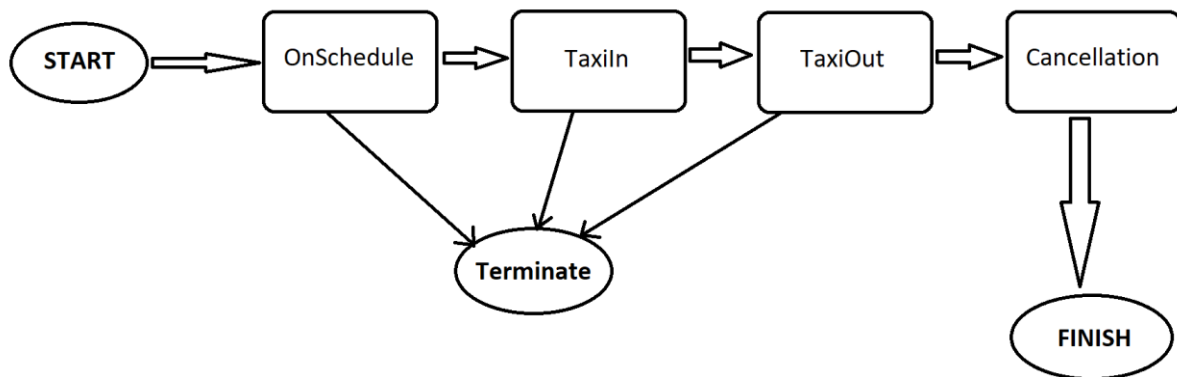 START
OnSchedule
TaxiIn
TaxiOut
Cancellation
Terminate
FINISH